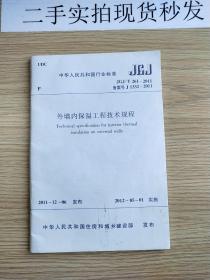 二手实拍现货秒发
UDC
JGJ
中华人民共和国行业标准
JGJ/T 261-2011
P
备案号 J 1333-2011
外墙内保温工程技术规程
Technical specification for interior thermal
insulation on external walls
2011-12-06 发布
2012-05-01 实施
中华人民共和国住房和城乡建设部 发布